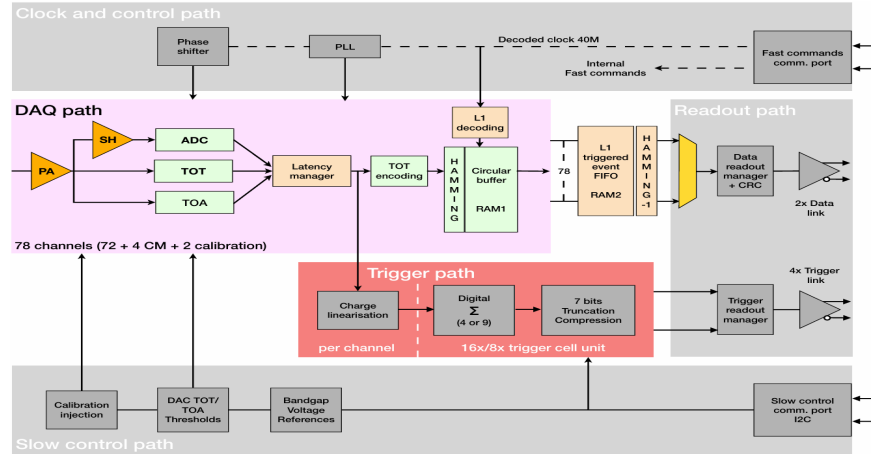 Clock and control path
Phase
shifter
PLL
Decoded clock 40M
Internal
Fast commands
Fast commands
comm. port
DAQ path
PA
SH
ADC
TOT
TOA
Latency
manager
TOT
encoding
L1
decoding
HAMMING
Circular
buffer
RAM1
78
L1
triggered
event
FIFO
RAM2
HAMMING-1
78 channels (72 + 4 CM + 2 calibration)
Readout path
Data
readout
manager
+ CRC
2x Data
link
Trigger path
Charge
linearisation
Digital
Σ
(4 or 9)
7 bits
Truncation
Compression
per channel
16x/8x trigger cell unit
Trigger
readout
manager
4x Trigger
link
Calibration
injection
DAC TOT/
TOA
Thresholds
Bandgap
Voltage
References
Slow control
comm. port
I2C
Slow control path